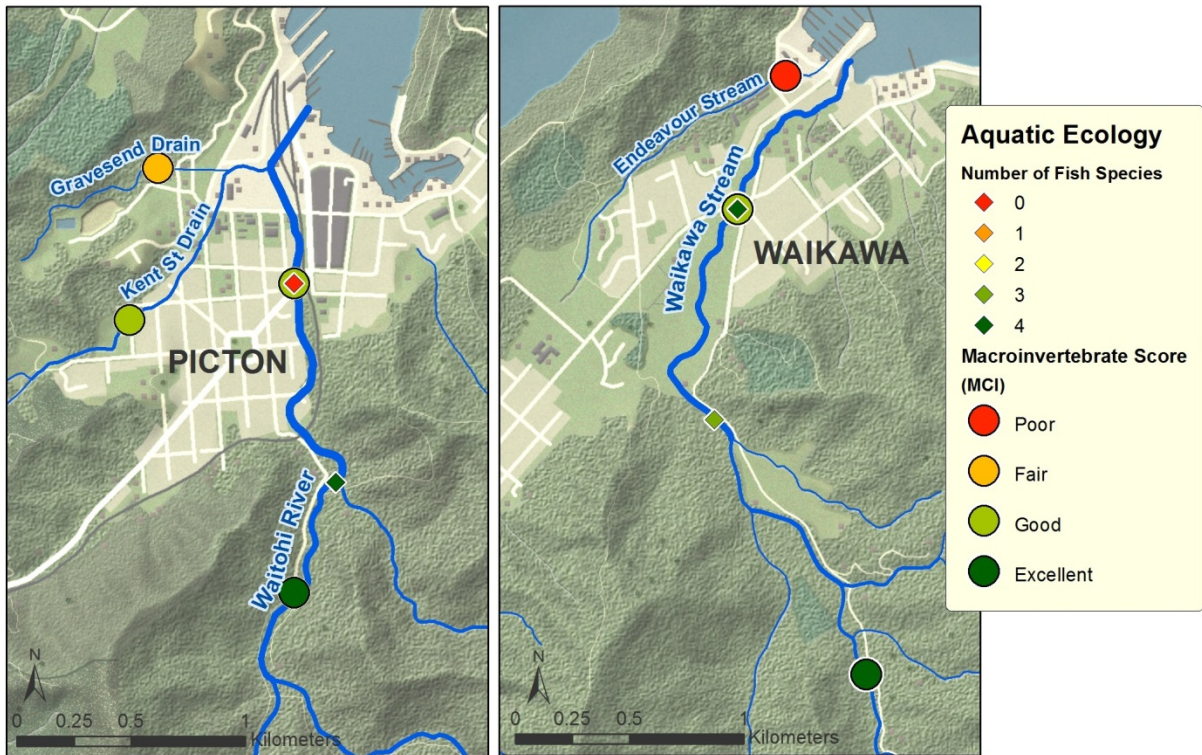 Gravesend Drain
Kent St Drain
PICTON
Waitohi River
N
0 0.25 0.5 1
Kilometers
Endeavour Stream
Waikawa Stream
WAIKAWA
N
0 0.25 0.5 1
Kilometers
Aquatic Ecology
Number of Fish Species
0
1
2
3
4
Macroinvertebrate Score
(MCI)
Poor
Fair
Good
Excellent